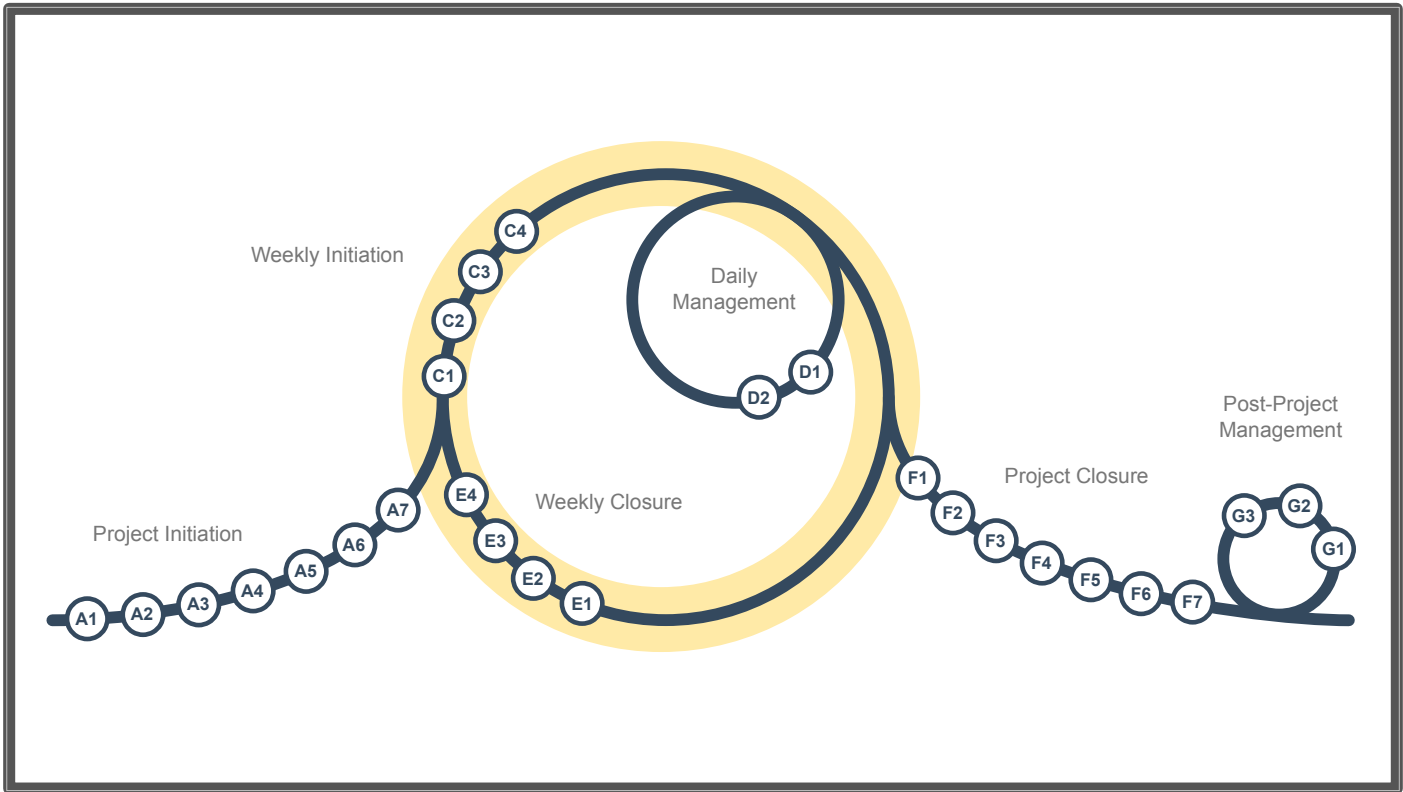 Project Initiation
A1
A2
A3
A4
A5
A6
A7
Weekly Initiation
C1
C2
C3
C4
Daily
Management
D1
D2
Weekly Closure
E1
E2
E3
E4
Project Closure
F1
F2
F3
F4
F5
F6
F7
Post-Project
Management
G1
G2
G3